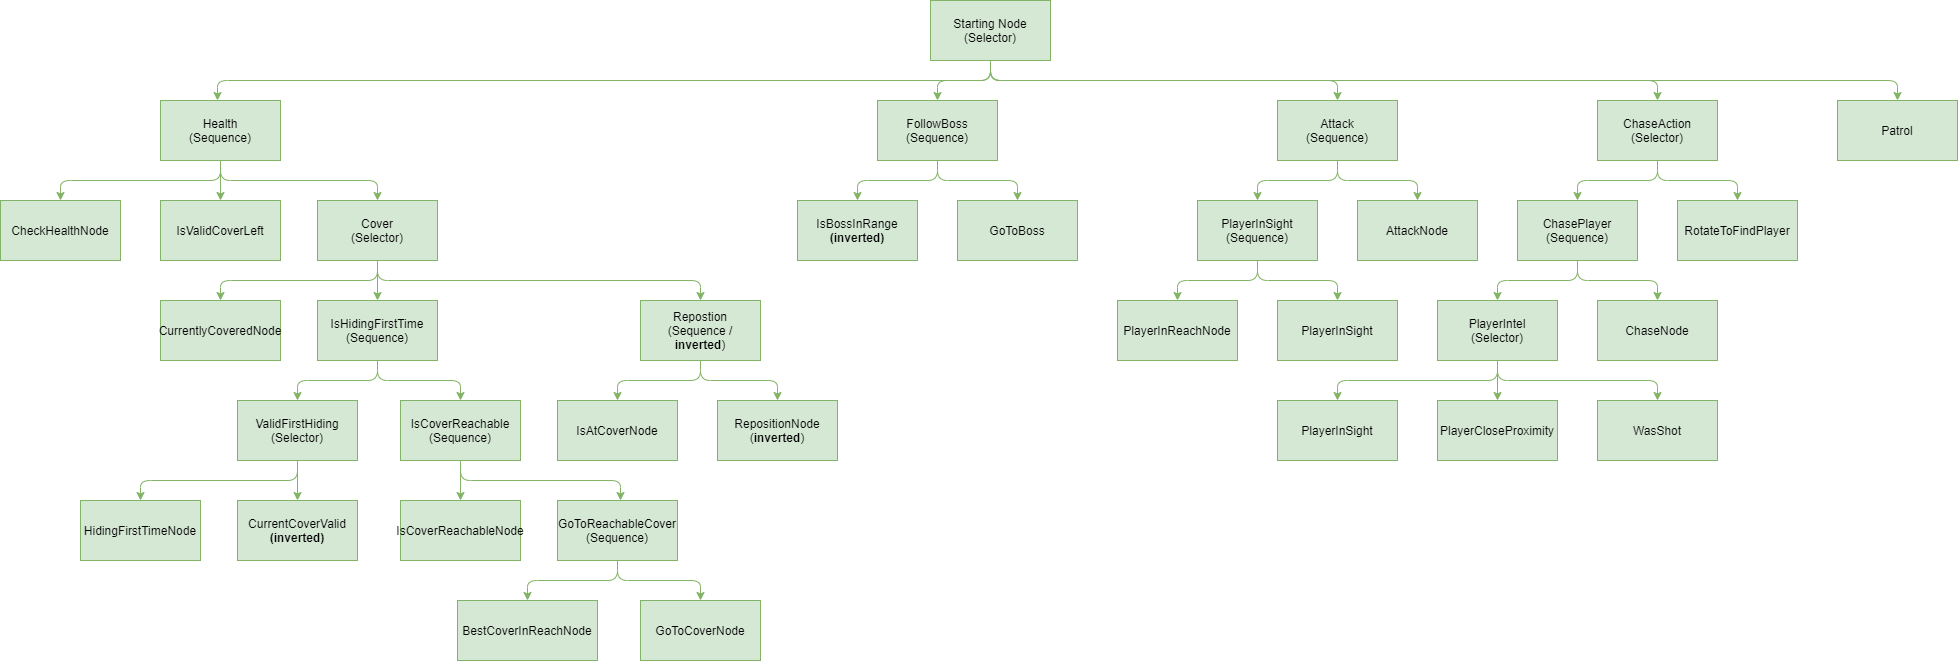 Starting Node
(Selector)
Health
(Sequence)
FollowBoss
(Sequence)
Attack
(Sequence)
ChaseAction
(Selector)
Patrol
CheckHealthNode
IsValidCoverLeft
Cover
(Selector)
IsBossInRange
(inverted)
GoToBoss
PlayerInSight
(Sequence)
AttackNode
ChasePlayer
(Sequence)
RotateToFindPlayer
CurrentlyCoveredNode
IsHidingFirstTime
(Sequence)
Repostion
(Sequence /
inverted)
PlayerInReachNode
PlayerInSight
PlayerIntel
(Selector)
ChaseNode
ValidFirstHiding
(Selector)
IsCoverReachable
(Sequence)
IsAtCoverNode
RepositionNode
(inverted)
PlayerInSight
PlayerCloseProximity
WasShot
HidingFirstTimeNode
CurrentCoverValid
(inverted)
IsCoverReachableNode
GoToReachableCover
(Sequence)
BestCoverInReachNode
GoToCoverNode